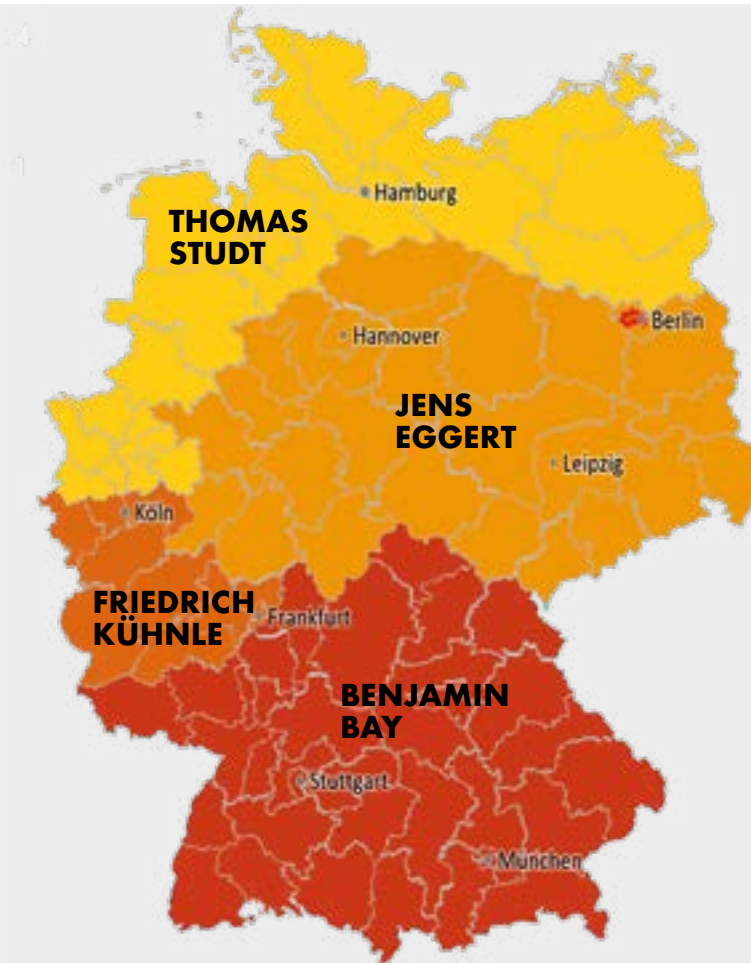 Hamburg
THOMAS
STUDT
Berlin
Hannover
JENS
EGGERT
Leipzig
Köln
FRIEDRICH
KÜHNLE
Frankfurt
BENJAMIN
BAY
Stuttgart
München